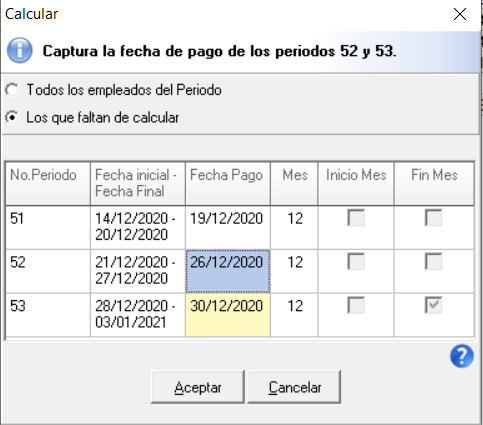 Calcular
Captura la fecha de pago de los periodos 52 y 53.
Todos los empleados del Periodo
Los que faltan de calcular
No.Periodo Fecha inicial - Fecha Pago Mes Inicio Mes Fin Mes
Fecha Final
51 14/12/2020 - 19/12/2020 12
20/12/2020
52 21/12/2020 - 26/12/2020 12
27/12/2020
53 28/12/2020 - 30/12/2020 12
03/01/2021
Aceptar Cancelar